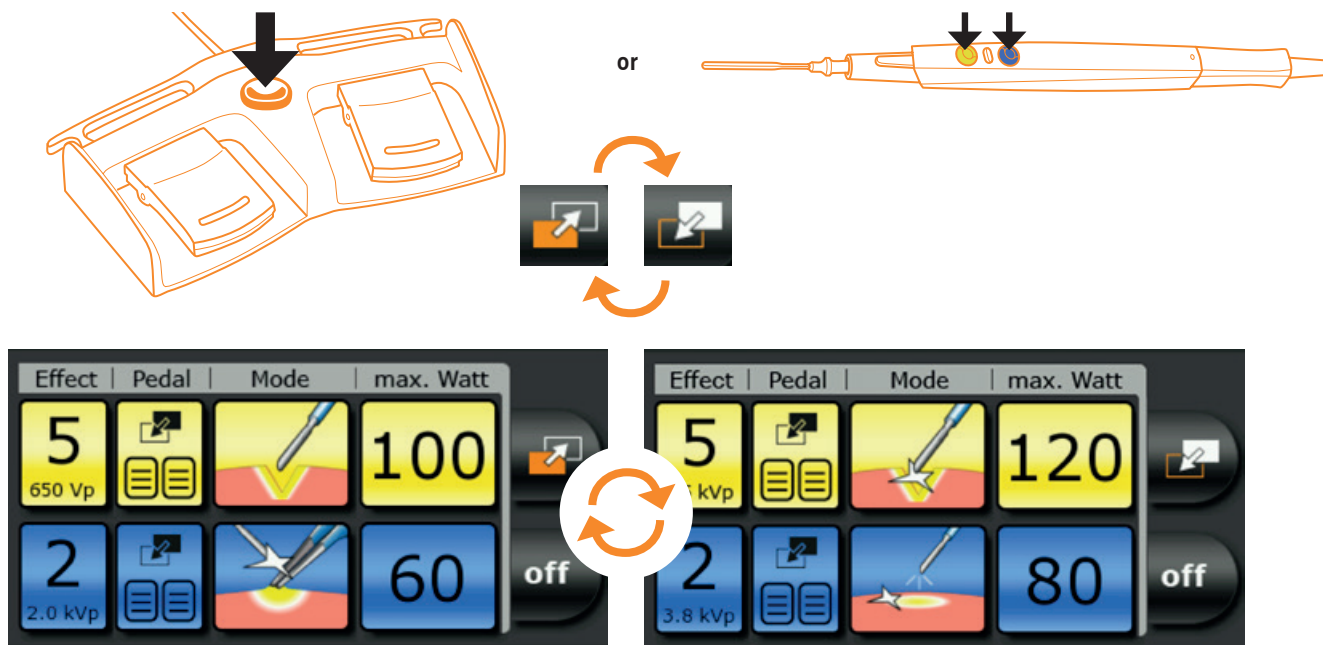 or
Effect | Pedal | Mode | max. Watt
5 100
650 Vp
2 60 off
2.0 kVp
Effect | Pedal | Mode | max. Watt
5 120
kVp
2 80 off
3.8 kVp